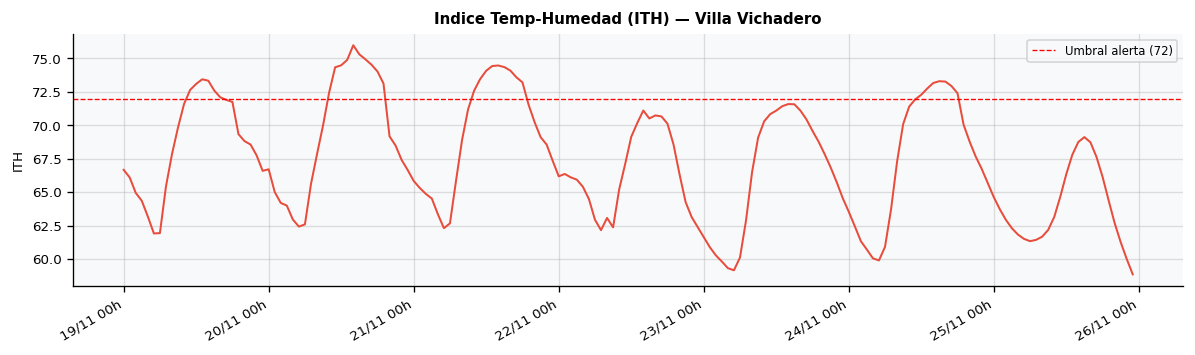 Indice Temp-Humedad (ITH) — Villa Vichadero
Umbral alerta (72)
ITH
75.0
72.5
70.0
67.5
65.0
62.5
60.0
19/11 00h
20/11 00h
21/11 00h
22/11 00h
23/11 00h
24/11 00h
25/11 00h
26/11 00h